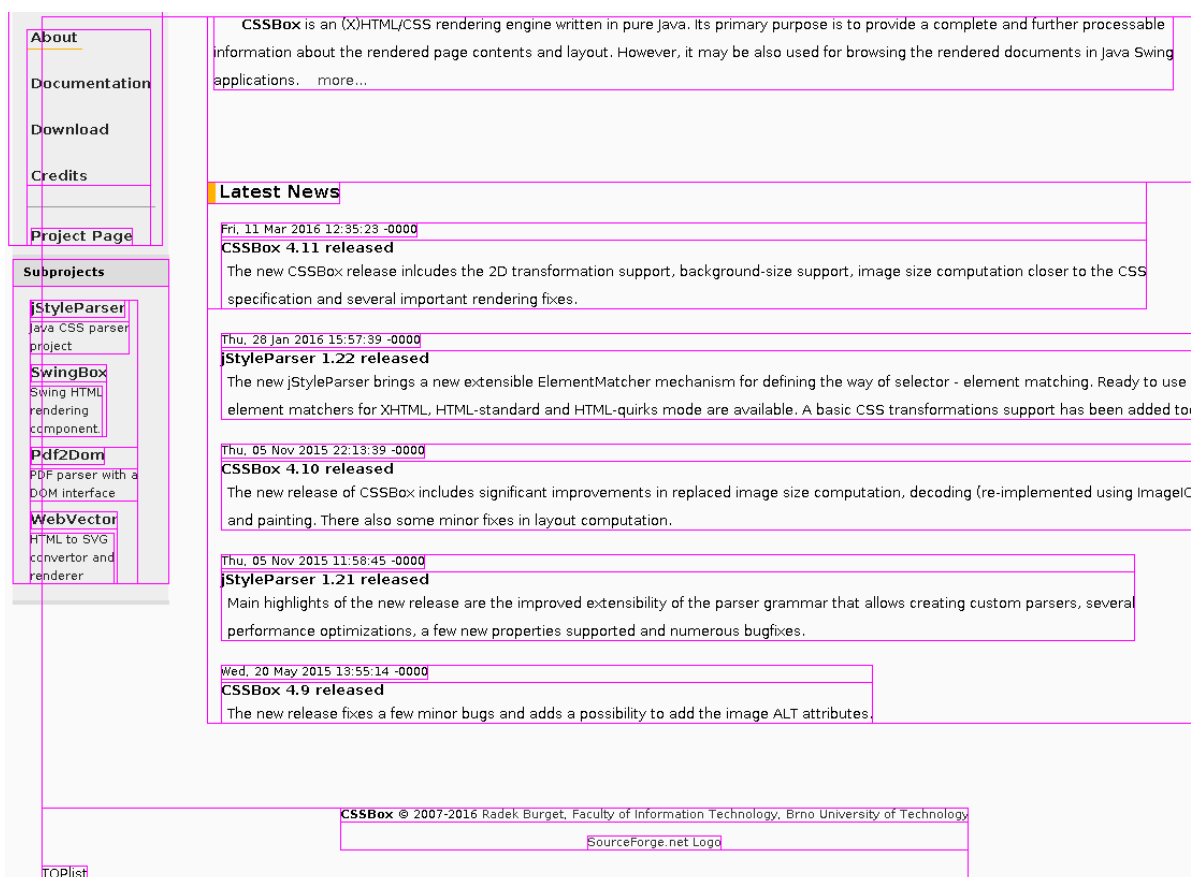 About
Documentation
Download
Credits
Project Page
Subprojects
jStyleParser
Java CSS parser
project
SwingBox
Swing HTML
rendering
component.
Pdf2Dom
PDF parser with a
DOM interface
WebVector
HTML to SVG
convertor and
renderer
CSSBox is an (X)HTML/CSS rendering engine written in pure Java. Its primary purpose is to provide a complete and further processable
information about the rendered page contents and layout. However, it may be also used for browsing the rendered documents in Java Swing
applications. more...
Latest News
Fri, 11 Mar 2016 12:35:23 -0000
CSSBox 4.11 released
The new CSSBox release inlcudes the 2D transformation support, background-size support, image size computation closer to the CSS
specification and several important rendering fixes.
Thu, 28 Jan 2016 15:57:39 -0000
jStyleParser 1.22 released
The new jStyleParser brings a new extensible ElementMatcher mechanism for defining the way of selector - element matching. Ready to use
element matchers for XHTML, HTML-standard and HTML-quirks mode are available. A basic CSS transformations support has been added
Thu, 05 Nov 2015 22:13:39 -0000
CSSBox 4.10 released
The new release of CSSBox includes significant improvements in replaced image size computation, decoding (re-implemented using
and painting. There also some minor fixes in layout computation.
Thu, 05 Nov 2015 11:58:45 -0000
jStyleParser 1.21 released
Main highlights of the new release are the improved extensibility of the parser grammar that allows creating custom parsers, several
performance optimizations, a few new properties supported and numerous bugfixes.
Wed, 20 May 2015 13:55:14 -0000
CSSBox 4.9 released
The new release fixes a few minor bugs and adds a possibility to add the image ALT attributes.
CSSBox © 2007-2016 Radek Burget, Faculty of Information Technology, Brno University of Technology
SourceForge.net Logo
TOPlist